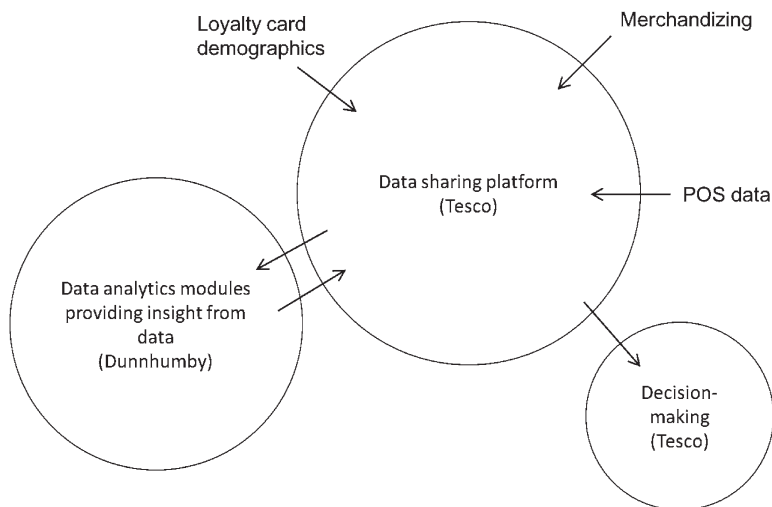 Loyalty card
demographics
Merchandizing
Data sharing platform
(Tesco)
POS data
Data analytics modules
providing insight from
data
(Dunnhumby)
Decision-
making
(Tesco)